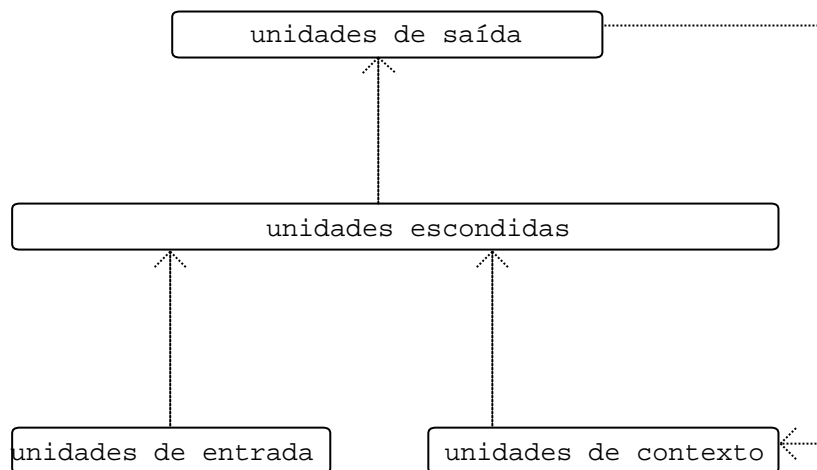 unidades de saída
unidades escondidas
unidades de entrada
unidades de contexto